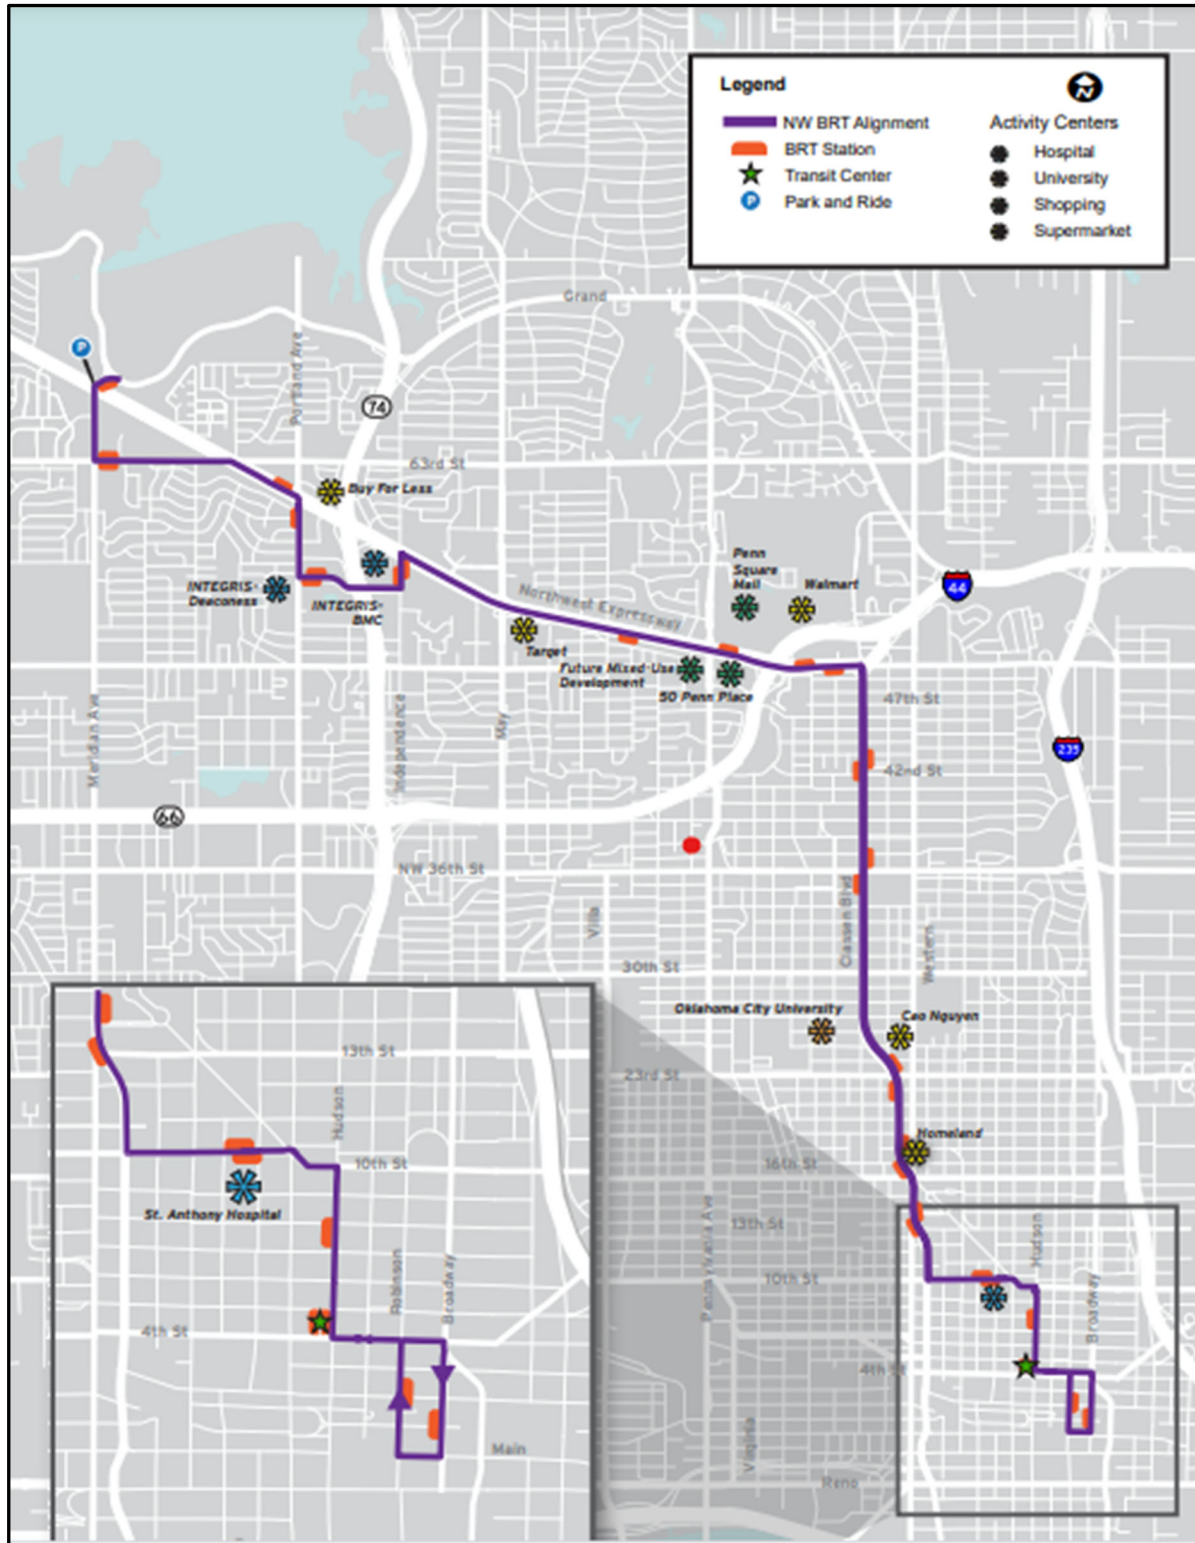 Legend
N
NW BRT Alignment
BRT Station
Transit Center
P
Park and Ride
Activity Centers
Hospital
University
Shopping
Supermarket
Grand
P
Portland Ave
74
63rd St
Buy For Less
INTEGRIS-
Deaconess
INTEGRIS-
BMC
Penn
Square
Mall
Walmart
44
Northwest Expressway
Target
Future Mixed-Use
Development
50 Penn Place
47th St
Meridian Ave
Independence
May
235
42nd St
66
NW 36th St
Villa
Classen Blvd
Western
30th St
Oklahoma City University
Cao Nguyen
23rd St
Homeland
16th St
13th St
Pennsylvania Ave
Hudson
10th St
Broadway
4th St
Virginia
Reno
13th St
Hudson
10th St
St. Anthony Hospital
Robinson
Broadway
4th St
Main